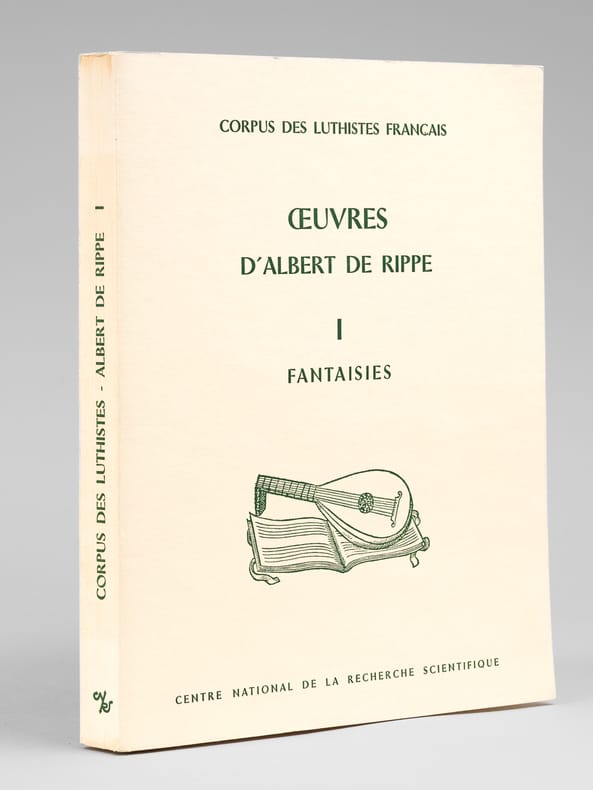 CORPUS DES LUTHISTES FRANÇAIS
ŒUVRES
D'ALBERT DE RIPPE
I
FANTAISIES
CENTRE NATIONAL DE LA RECHERCHE SCIENTIFIQUE
CORPUS DES LUTHISTES - ALBERT DE RIPPE I